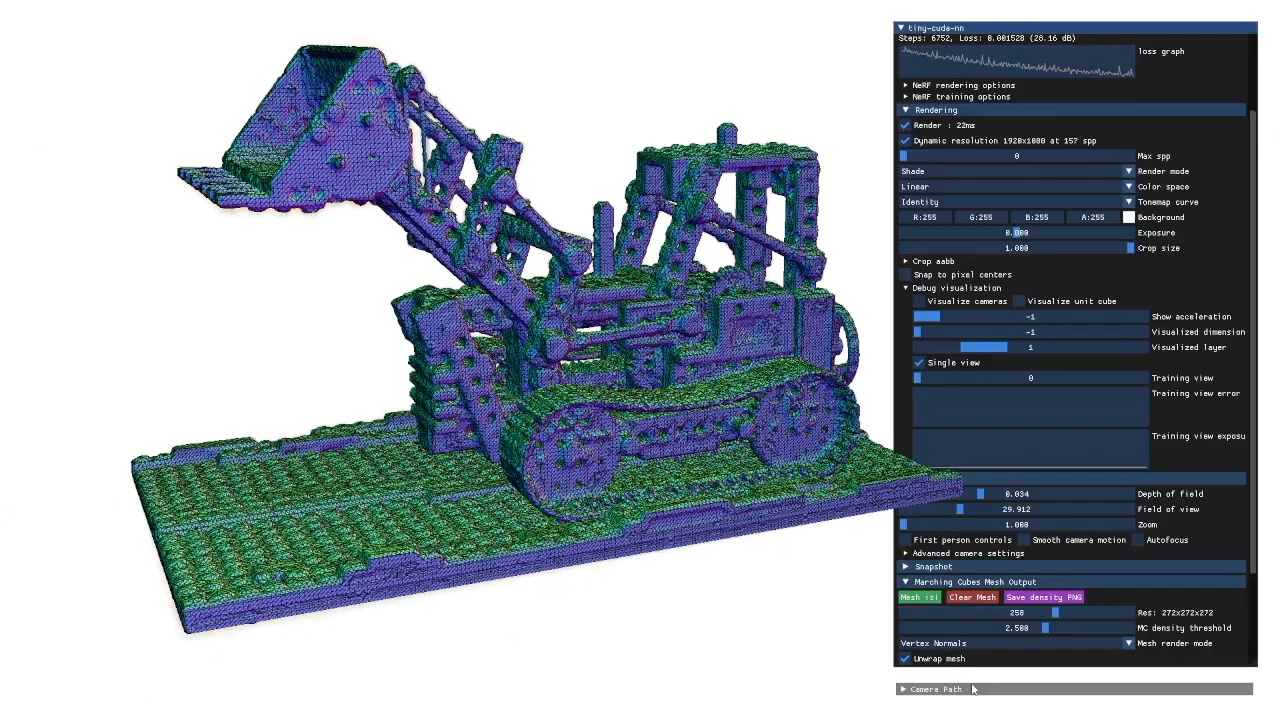 tiny-cuda-nn
Steps: 6752, Loss: 0.001528 (28.16 dB)
loss graph
NeRF rendering options
NeRF training options
Rendering
Render : 22ms
Dynamic resolution 1920x1080 at 157 spp
0 Max spp
Shade Render mode
Linear Color space
Identity Tonemap curve
R:255 G:255 B:255 A:255 Background
0.000 Exposure
1.000 Crop size
Crop aabb
Snap to pixel centers
Debug visualization
Visualize cameras Visualize unit cube
-1 Show acceleration
-1 Visualized dimension
1 Visualized layer
Single view
0 Training view
Training view error
Training view exposu
0.034 Depth of field
29.912 Field of view
1.000 Zoom
First person controls Smooth camera motion Autofocus
Advanced camera settings
Snapshot
Marching Cubes Mesh Output
Mesh it! Clear Mesh Save density PNG
258 Res: 272x272x272
2.500 MC density threshold
Vertex Normals Mesh render mode
Unwrap mesh
Camera Path